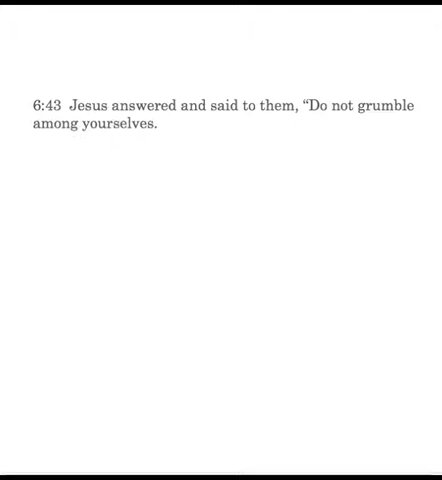 6:43 Jesus answered and said to them, “Do not grumble
among yourselves.